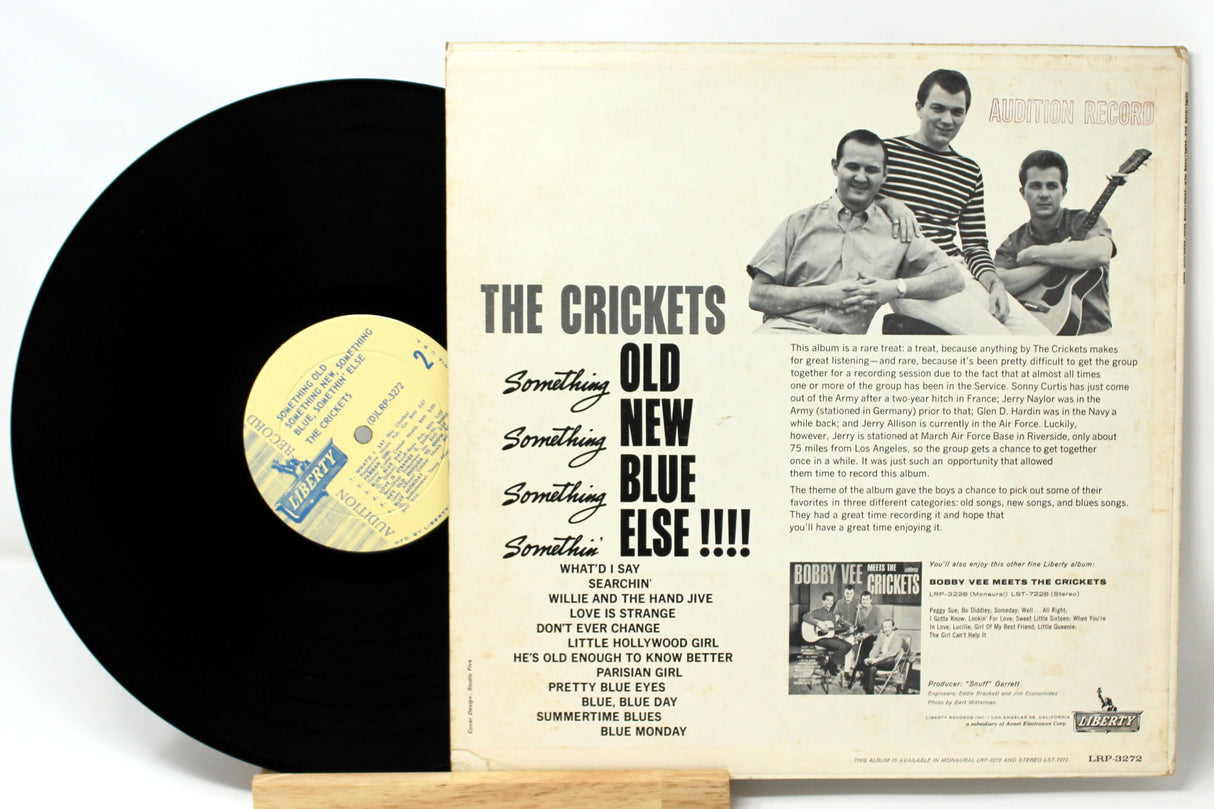 AUDITION RECORD
THE CRICKETS
Something OLD
Something NEW
Something BLUE
Somethin' ELSE !!!!
WHAT'D I SAY
SEARCHIN'
WILLIE AND THE HAND JIVE
LOVE IS STRANGE
DON'T EVER CHANGE
LITTLE HOLLYWOOD GIRL
HE'S OLD ENOUGH TO KNOW BETTER
PARISIAN GIRL
PRETTY BLUE EYES
BLUE, BLUE DAY
SUMMERTIME BLUES
BLUE MONDAY
Cover Design: Studio Five
This album is a rare treat: a treat, because anything by The Crickets makes
for great listening—and rare, because it's been pretty difficult to get the group
together for a recording session due to the fact that at almost all times
one or more of the group has been in the Service. Sonny Curtis has just come
out of the Army after a two-year hitch in France; Jerry Naylor was in the
Army (stationed in Germany) prior to that; Glen D. Hardin was in the Navy a
while back; and Jerry Allison is currently in the Air Force. Luckily,
however, Jerry is stationed at March Air Force Base in Riverside, only about
75 miles from Los Angeles, so the group gets a chance to get together
once in a while. It was just such an opportunity that allowed
them time to record this album.
The theme of the album gave the boys a chance to pick out some of their
favorites in three different categories: old songs, new songs, and blues songs.
They had a great time recording it and hope that
you'll have a great time enjoying it.
BOBBY VEE MEETS THE
CRICKETS
You'll also enjoy this other fine Liberty album:
BOBBY VEE MEETS THE CRICKETS
LRP-3228 (Monaural) LST-7228 (Stereo)
Peggy Sue; Bo Diddley; Someday; Well . . . All Right;
I Gotta Know; Lookin' For Love; Sweet Little Sixteen; When You're
In Love; Lucille; Girl Of My Best Friend; Little Queenie;
The Girl Can't Help It
Producer: "Snuff" Garrett
Engineers: Eddie Brackett and Jim Economides
Photo by Bert Mittelman
LIBERTY RECORDS INC. • LOS ANGELES 28, CALIFORNIA
a subsidiary of Avnet Electronics Corp.
LIBERTY
THIS ALBUM IS AVAILABLE IN MONAURAL LRP-3272 AND STEREO LST-7272.
LRP-3272
SOMETHING OLD
SOMETHING NEW, SOMETHING
BLUE, SOMETHIN' ELSE
THE CRICKETS
2
(D)LRP-3272
LIBERTY
AUDITION
RECORD
MFG. BY LIBERTY